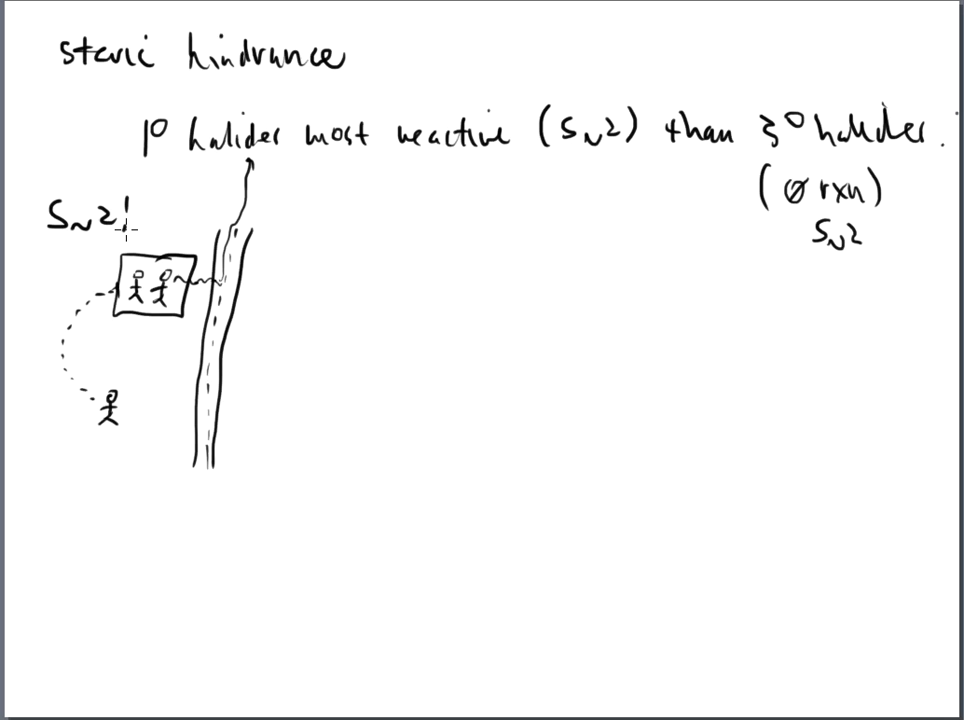 steric hindrance
1° halides most reactive (SN2) than 3° halides.
(∅ rxn)
SN2
SN2!